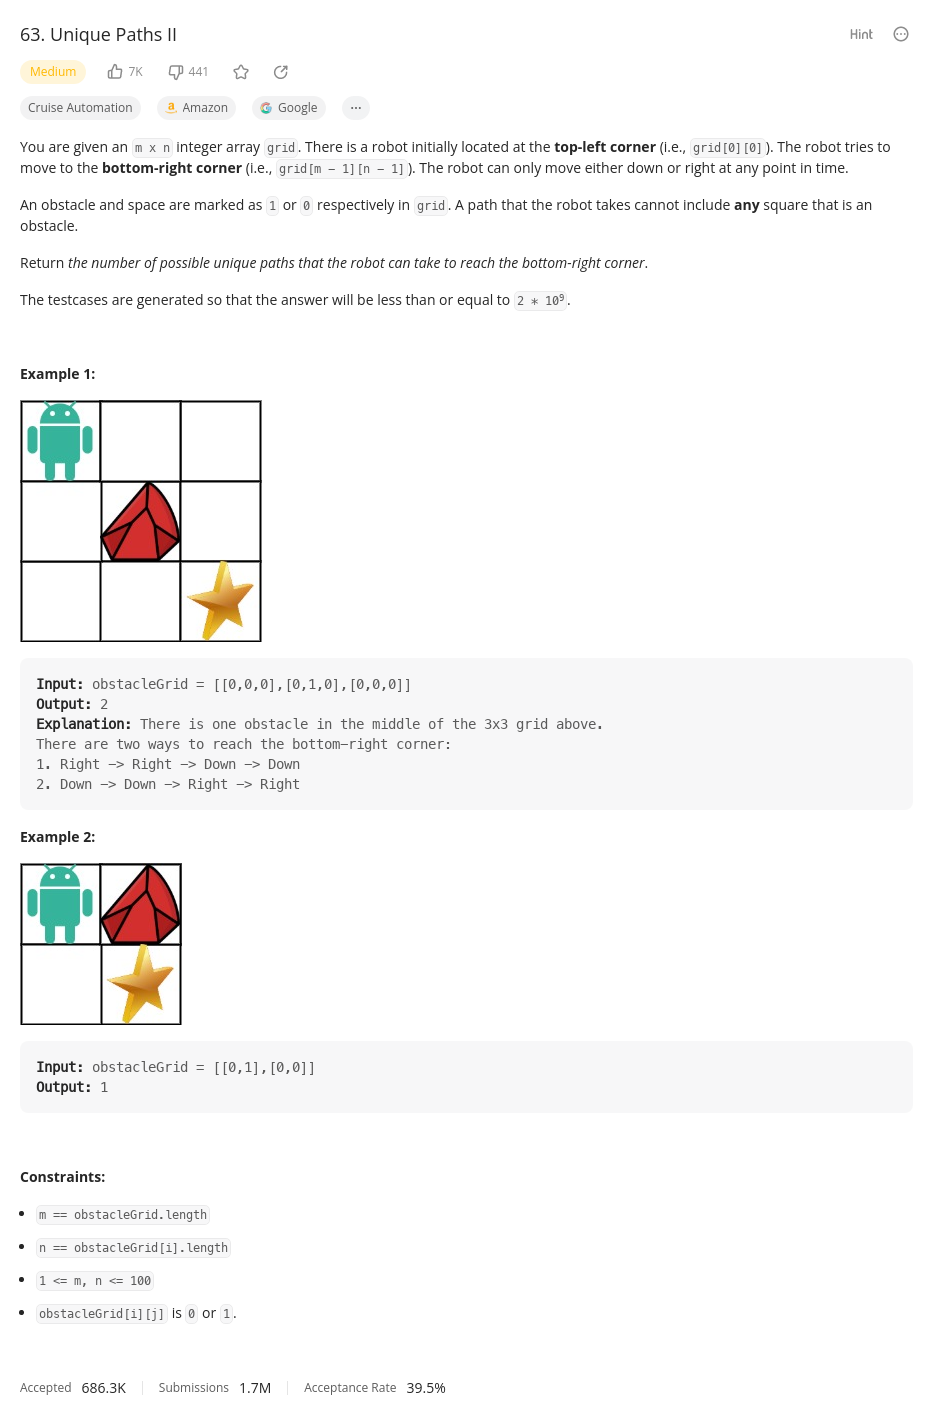 63. Unique Paths II
Hint
Medium 7K 441
Cruise Automation Amazon Google ...
You are given an m x n integer array grid. There is a robot initially located at the top-left corner (i.e., grid[0][0]). The robot tries to
move to the bottom-right corner (i.e., grid[m − 1][n − 1]). The robot can only move either down or right at any point in time.
An obstacle and space are marked as 1 or 0 respectively in grid. A path that the robot takes cannot include any square that is an
obstacle.
Return the number of possible unique paths that the robot can take to reach the bottom-right corner.
The testcases are generated so that the answer will be less than or equal to 2 * 10⁹.
Example 1:
Input: obstacleGrid = [[0,0,0],[0,1,0],[0,0,0]]
Output: 2
Explanation: There is one obstacle in the middle of the 3x3 grid above.
There are two ways to reach the bottom−right corner:
1. Right −> Right −> Down −> Down
2. Down −> Down −> Right −> Right
Example 2:
Input: obstacleGrid = [[0,1],[0,0]]
Output: 1
Constraints:
• m == obstacleGrid.length
• n == obstacleGrid[i].length
• 1 <= m, n <= 100
• obstacleGrid[i][j] is 0 or 1.
Accepted 686.3K Submissions 1.7M Acceptance Rate 39.5%